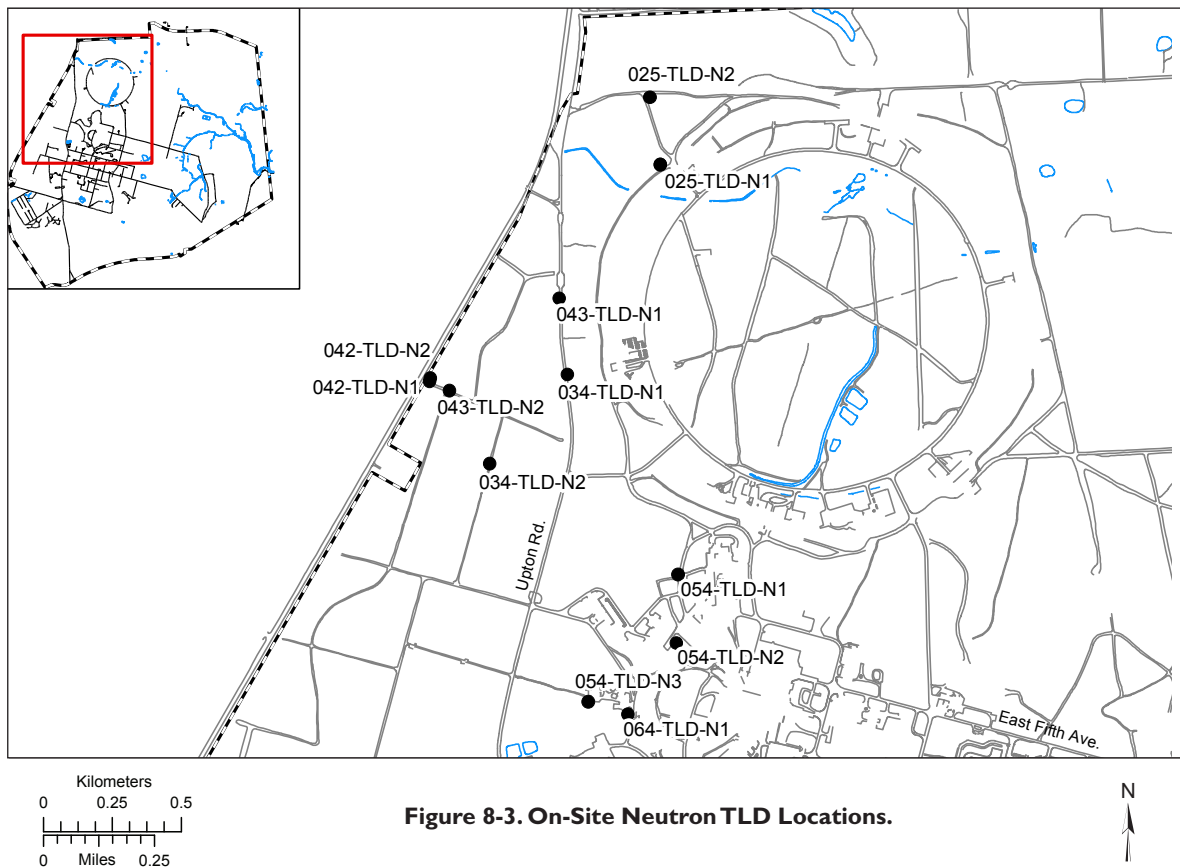 025-TLD-N2
025-TLD-N1
043-TLD-N1
042-TLD-N2
042-TLD-N1
034-TLD-N1
043-TLD-N2
034-TLD-N2
Upton Rd.
054-TLD-N1
054-TLD-N2
054-TLD-N3
064-TLD-N1
East Fifth Ave.
Kilometers
0 0.25 0.5
0 Miles 0.25
Figure 8-3. On-Site Neutron TLD Locations.
N